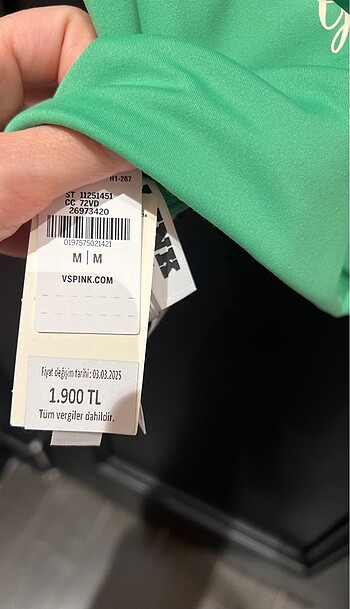 H1-267
ST 11251451
CC 72VD
26973420
0197575021421
M | M
VSPINK.COM
Fiyat değişim tarihi: 03.03.2025
1.900 TL
Tüm vergiler dahildir.